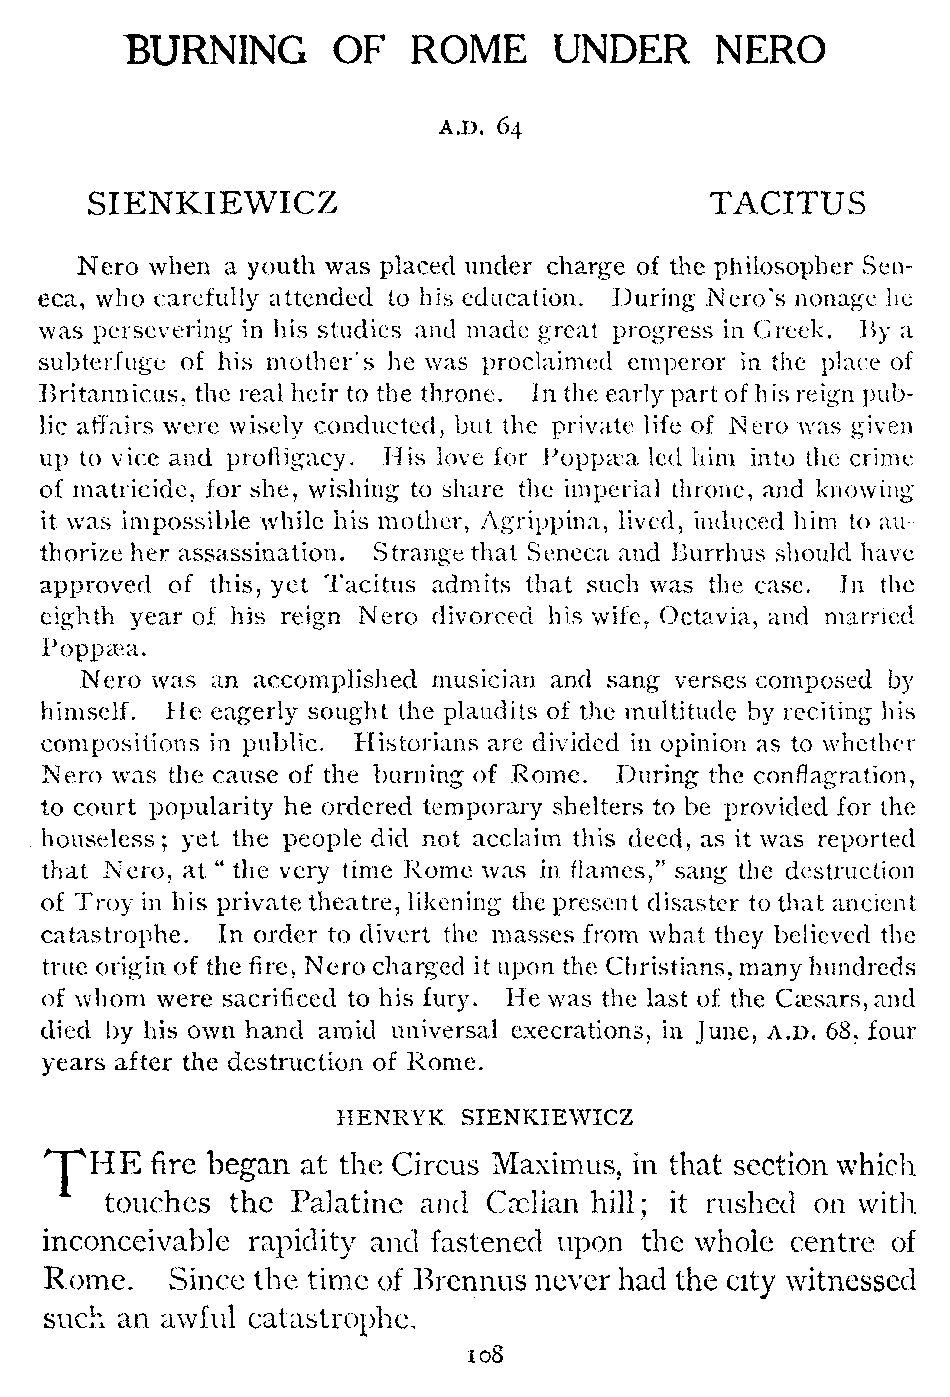 BURNING OF ROME UNDER NERO
A.D. 64
SIENKIEWICZ TACITUS
Nero when a youth was placed under charge of the philosopher Sen-
eca, who carefully attended to his education. During Nero's nonage he
was persevering in his studies and made great progress in Greek. By a
subterfuge of his mother's he was proclaimed emperor in the place of
Britannicus, the real heir to the throne. In the early part of his reign pub-
lic affairs were wisely conducted, but the private life of Nero was given
up to vice and profligacy. His love for Poppæa led him into the crime
of matricide, for she, wishing to share the imperial throne, and knowing
it was impossible while his mother, Agrippina, lived, induced him to au-
thorize her assassination. Strange that Seneca and Burrhus should have
approved of this, yet Tacitus admits that such was the case. In the
eighth year of his reign Nero divorced his wife, Octavia, and married
Poppæa.
Nero was an accomplished musician and sang verses composed by
himself. He eagerly sought the plaudits of the multitude by reciting his
compositions in public. Historians are divided in opinion as to whether
Nero was the cause of the burning of Rome. During the conflagration,
to court popularity he ordered temporary shelters to be provided for the
houseless; yet the people did not acclaim this deed, as it was reported
that Nero, at "the very time Rome was in flames," sang the destruction
of Troy in his private theatre, likening the present disaster to that ancient
catastrophe. In order to divert the masses from what they believed the
true origin of the fire, Nero charged it upon the Christians, many hundreds
of whom were sacrificed to his fury. He was the last of the Cæsars, and
died by his own hand amid universal execrations, in June, A.D. 68, four
years after the destruction of Rome.
HENRYK SIENKIEWICZ
THE fire began at the Circus Maximus, in that section which
touches the Palatine and Cælian hill; it rushed on with
inconceivable rapidity and fastened upon the whole centre of
Rome. Since the time of Brennus never had the city witnessed
such an awful catastrophe.
108